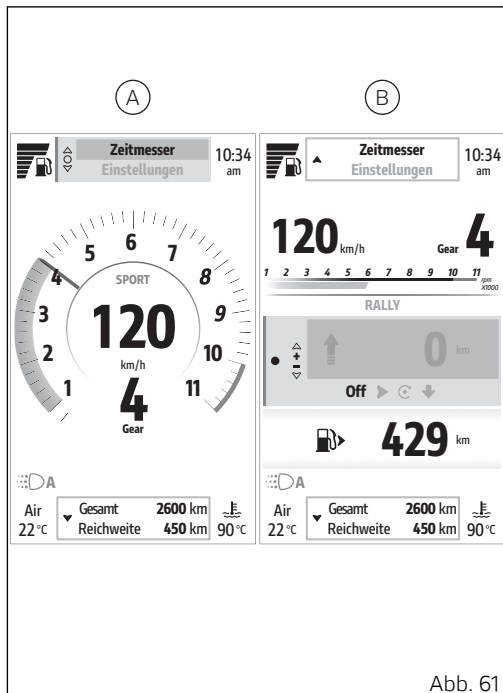 A
B
Zeitmesser
Einstellungen
10:34
am
1
2
3
4
5
6
7
8
9
10
11
SPORT
120
km/h
4
Gear
A
Air
22 °C
Gesamt 2600 km
Reichweite 450 km
90 °C
Zeitmesser
Einstellungen
10:34
am
120 km/h
Gear 4
1 2 3 4 5 6 7 8 9 10 11
rpm
X1000
RALLY
+
-
0 km
Off
429 km
A
Air
22 °C
Gesamt 2600 km
Reichweite 450 km
90 °C
Abb. 61